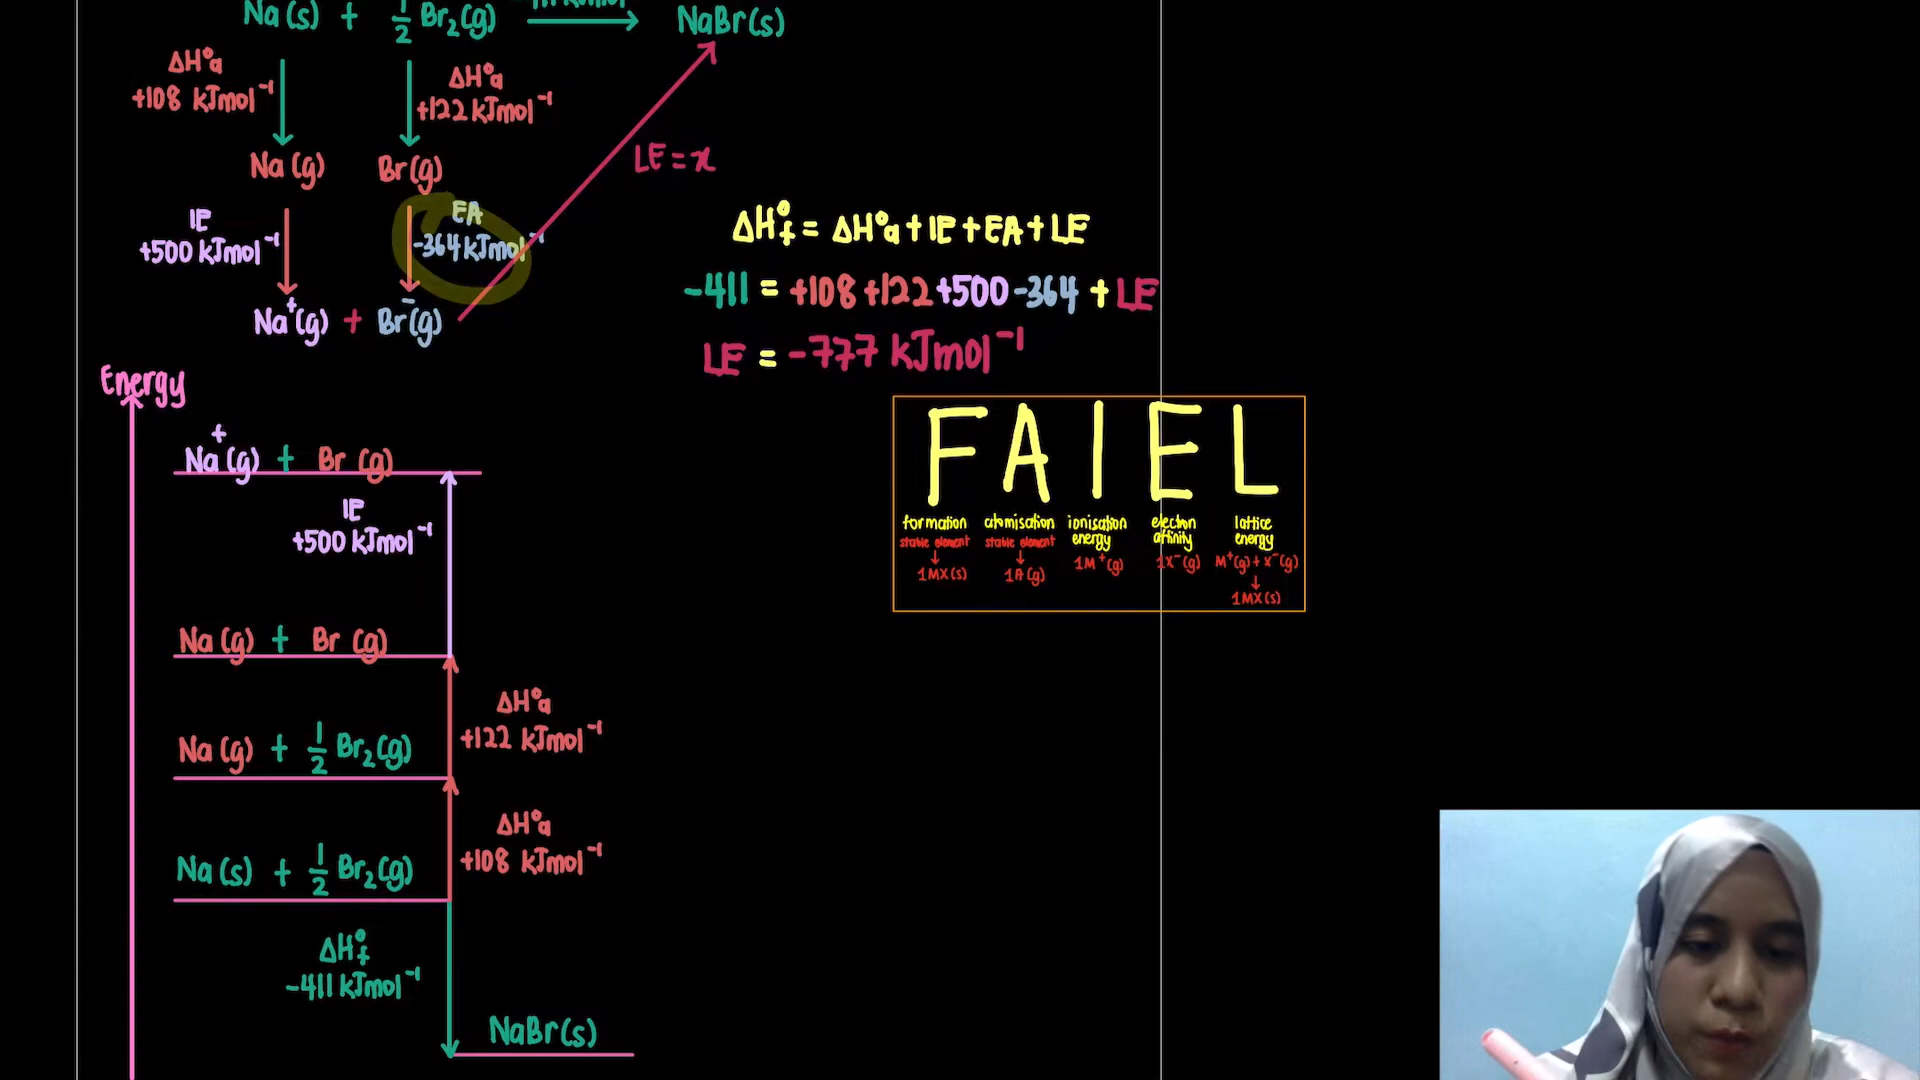 Na(s) + 1/2 Br₂(g) NaBr(s)
ΔH°a
+108 kJmol⁻¹
ΔH°a
+122 kJmol⁻¹
Na(g) Br(g)
LE = x
IE
+500 kJmol⁻¹
EA
-364 kJmol⁻¹
Na⁺(g) + Br⁻(g)
ΔH°f = ΔH°a + IE + EA + LE
-411 = +108 +122 +500 -364 + LE
LE = -777 kJmol⁻¹
F A I E L
formation atomisation ionisation energy electron affinity lattice energy
stable element stable element 1M⁺(g) 1X⁻(g) M⁺(g) + X⁻(g)
↓ ↓ ↓
1MX(s) 1A(g) 1MX(s)
Energy
Na⁺(g) + Br(g)
IE
+500 kJmol⁻¹
Na(g) + Br(g)
ΔH°a
+122 kJmol⁻¹
Na(g) + 1/2 Br₂(g)
ΔH°a
+108 kJmol⁻¹
Na(s) + 1/2 Br₂(g)
ΔH°f
-411 kJmol⁻¹
NaBr(s)